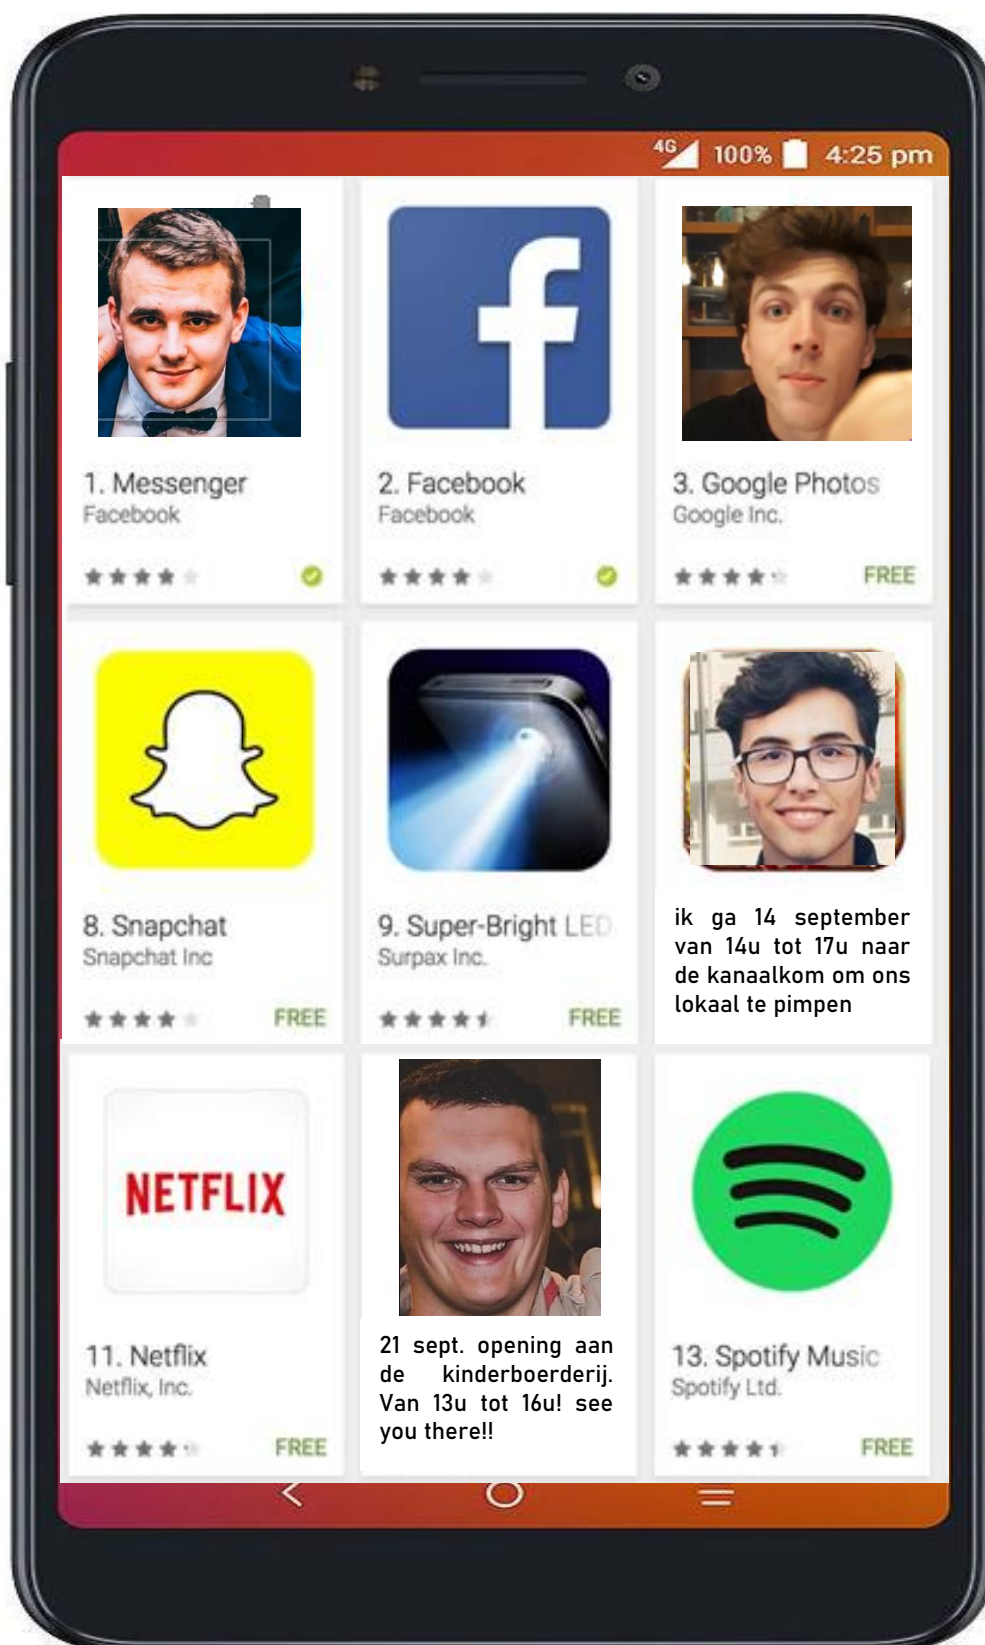 4G 100% 4:25 pm
1. Messenger
Facebook
2. Facebook
Facebook
3. Google Photos
Google Inc.
FREE
8. Snapchat
Snapchat Inc
FREE
9. Super-Bright LED
Surpax Inc.
FREE
ik ga 14 september
van 14u tot 17u naar
de kanaalkom om ons
lokaal te pimpen
NETFLIX
11. Netflix
Netflix, Inc.
FREE
21 sept. opening aan
de kinderboerderij.
Van 13u tot 16u! see
you there!!
13. Spotify Music
Spotify Ltd.
FREE